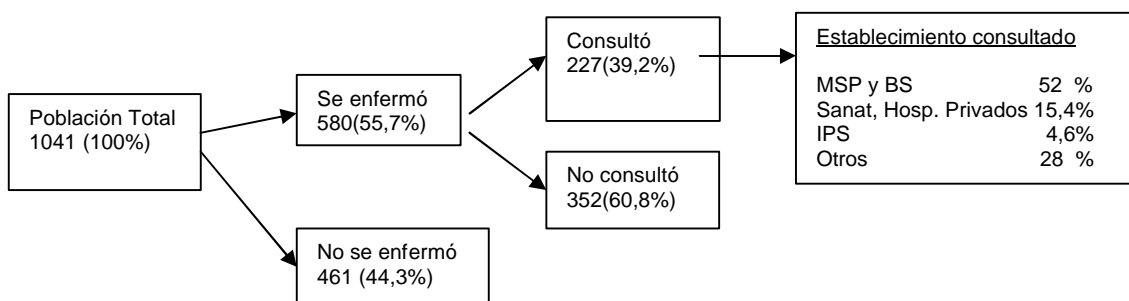 Población Total
1041 (100%)
Se enfermó
580(55,7%)
No se enfermó
461 (44,3%)
Consultó
227(39,2%)
No consultó
352(60,8%)
Establecimiento consultado
MSP y BS 52 %
Sanat, Hosp. Privados 15,4%
IPS 4,6%
Otros 28 %